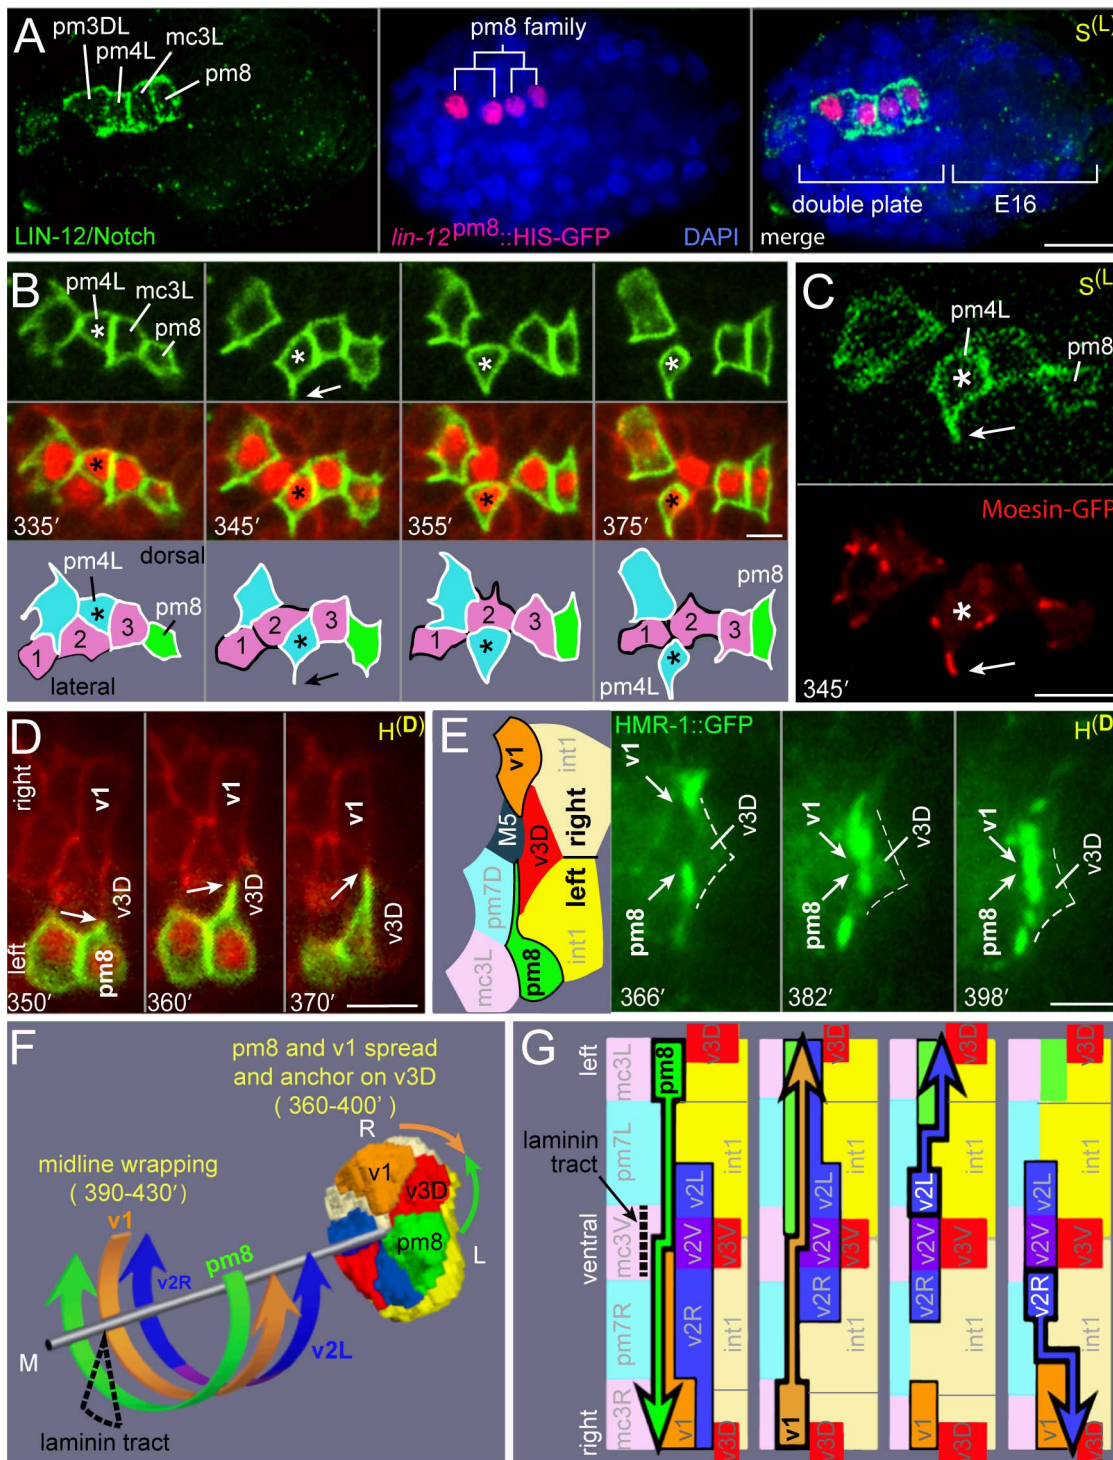 A
pm3DL
pm4L
mc3L
pm8
LIN-12/Notch
pm8 family
lin-12pm8::HIS-GFP
DAPI
S(L)
double plate
E16
merge
B
pm4L
mc3L
pm8
*
*
*
*
335′
345′
355′
375′
*
*
*
*
dorsal
pm4L
pm8
1
2
3
*
lateral
1
2
3
*
1
2
3
*
pm8
1
2
3
*
pm4L
C
S(L)
pm4L
pm8
*
Moesin-GFP
*
345′
D
H(D)
right
left
v1
v3D
pm8
350′
v1
v3D
360′
v3D
370′
E
v1
int1
right
M5
v3D
pm7D
left
int1
mc3L
pm8
HMR-1::GFP
v1
v3D
pm8
366′
v1
v3D
pm8
382′
H(D)
v1
v3D
pm8
398′
F
pm8 and v1 spread
and anchor on v3D
( 360-400′ )
R
v1
v3D
pm8
L
midline wrapping
( 390-430′)
v1
v2R
pm8
v2L
M
laminin tract
G
left
ventral
right
laminin
tract
mc3L
pm7L
mc3V
pm7R
mc3R
pm8
v3D
int1
v2L
v2V
v3V
v2R
int1
v1
v3D
v3D
int1
v2L
v2V
v3V
v2R
int1
v1
v3D
v3D
int1
v2L
v2V
v3V
v2R
int1
v1
v3D
v3D
int1
v2L
v2V
v3V
v2R
int1
v1
v3D